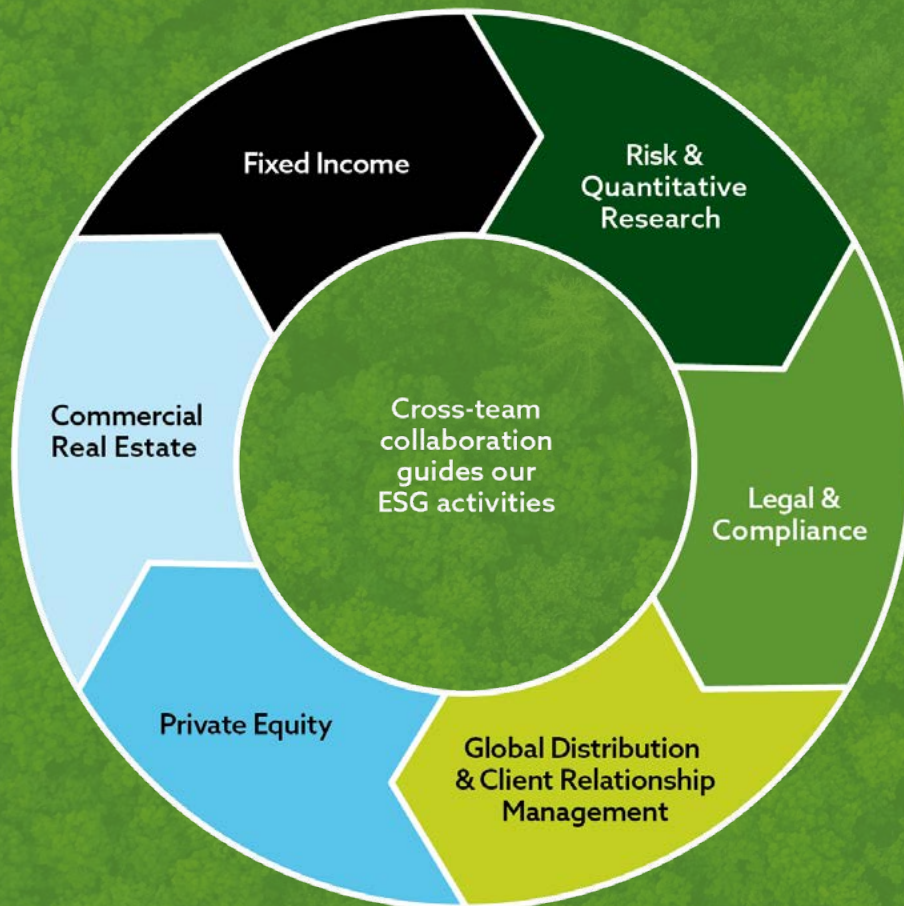 Fixed Income
Risk &
Quantitative
Research
Legal &
Compliance
Global Distribution
& Client Relationship
Management
Private Equity
Commercial
Real Estate
Cross-team
collaboration
guides our
ESG activities